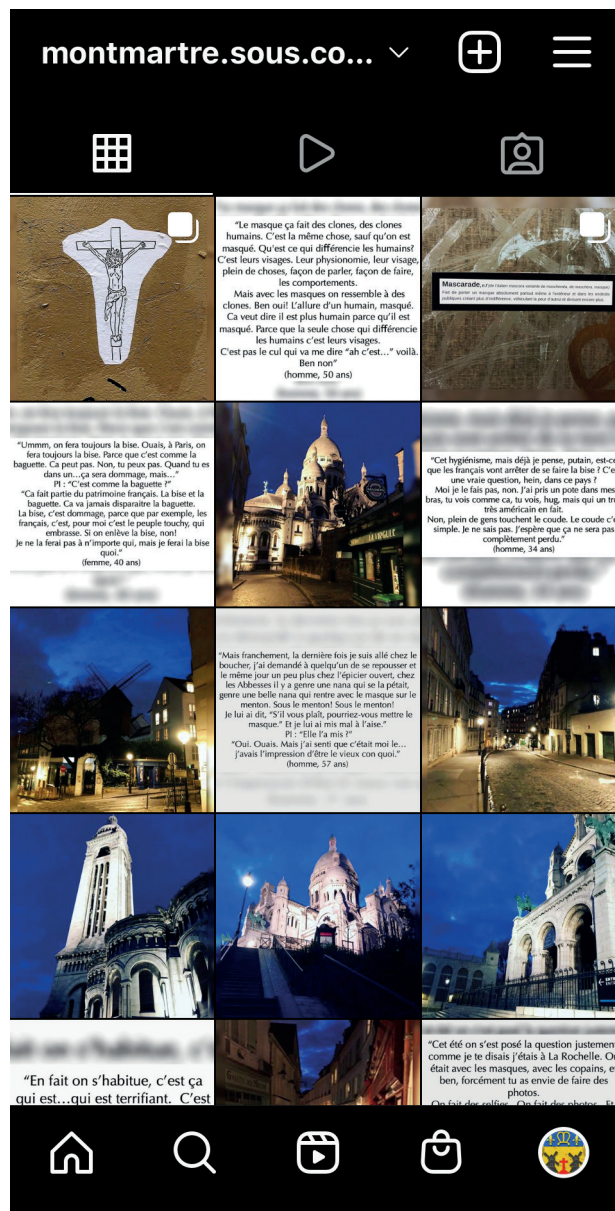 montmartre.sous.co...
"Le masque ça fait des clones, des clones
humains. C'est la même chose, sauf qu'on est
masqué. Qu'est ce qui différencie les humains?
C'est leurs visages. Leur physionomie, leur visage,
plein de choses, façon de parler, façon de faire,
les comportements.
Mais avec les masques on ressemble à des
clones. Ben oui! L'allure d'un humain, masqué.
Ca veut dire il est plus humain parce qu'il est
masqué. Parce que la seule chose qui différencie
les humains c'est leurs visages.
C'est pas le cul qui va me dire "ah c'est…" voilà.
Ben non"
(homme, 50 ans)
Mascarade,
"Ummm, on fera toujours la bise. Ouais, à Paris, on
fera toujours la bise. Parce que c'est comme la
baguette. Ca peut pas. Non, tu peux pas. Quand tu es
dans un…ça sera dommage, mais…"
PI : "C'est comme la baguette ?"
"Ca fait partie du patrimoine français. La bise et la
baguette. Ca va jamais disparaitre la baguette.
La bise, c'est dommage, parce que par exemple, les
français, c'est, pour moi c'est le peuple touchy, qui
embrasse. Si on enlève la bise, non!
Je ne la ferai pas à n'importe qui, mais je ferai la bise
quoi."
(femme, 40 ans)
"Cet hygiénisme, mais déjà je pense, putain, est-ce
que les français vont arrêter de se faire la bise ? C'e
une vraie question, hein, dans ce pays ?
Moi je le fais pas, non. J'ai pris un pote dans mes
bras, tu vois comme ca, tu vois, hug, mais qui un tru
très américain en fait.
Non, plein de gens touchent le coude. Le coude c'e
simple. Je ne sais pas. J'espère que ça ne sera pas
complètement perdu."
(homme, 34 ans)
"Mais franchement, la dernière fois je suis allé chez le
boucher, j'ai demandé à quelqu'un de se repousser et
le même jour un peu plus chez l'épicier ouvert, chez
les Abbesses il y a genre une nana qui se la pétait,
genre une belle nana qui rentre avec le masque sur le
menton. Sous le menton! Sous le menton!
Je lui ai dit, "S'il vous plaît, pourriez-vous mettre le
masque." Et je lui ai mis mal à l'aise."
PI : "Elle l'a mis ?"
"Oui. Ouais. Mais j'ai senti que c'était moi le…
j'avais l'impression d'être le vieux con quoi."
(homme, 57 ans)
"En fait on s'habitue, c'est ça
qui est…qui est terrifiant. C'est
"Cet été on s'est posé la question justement
comme je te disais j'étais à La Rochelle. On
était avec les masques, avec les copains, et
ben, forcément tu as envie de faire des
photos.
On fait des selfies. On fait des photos. Et